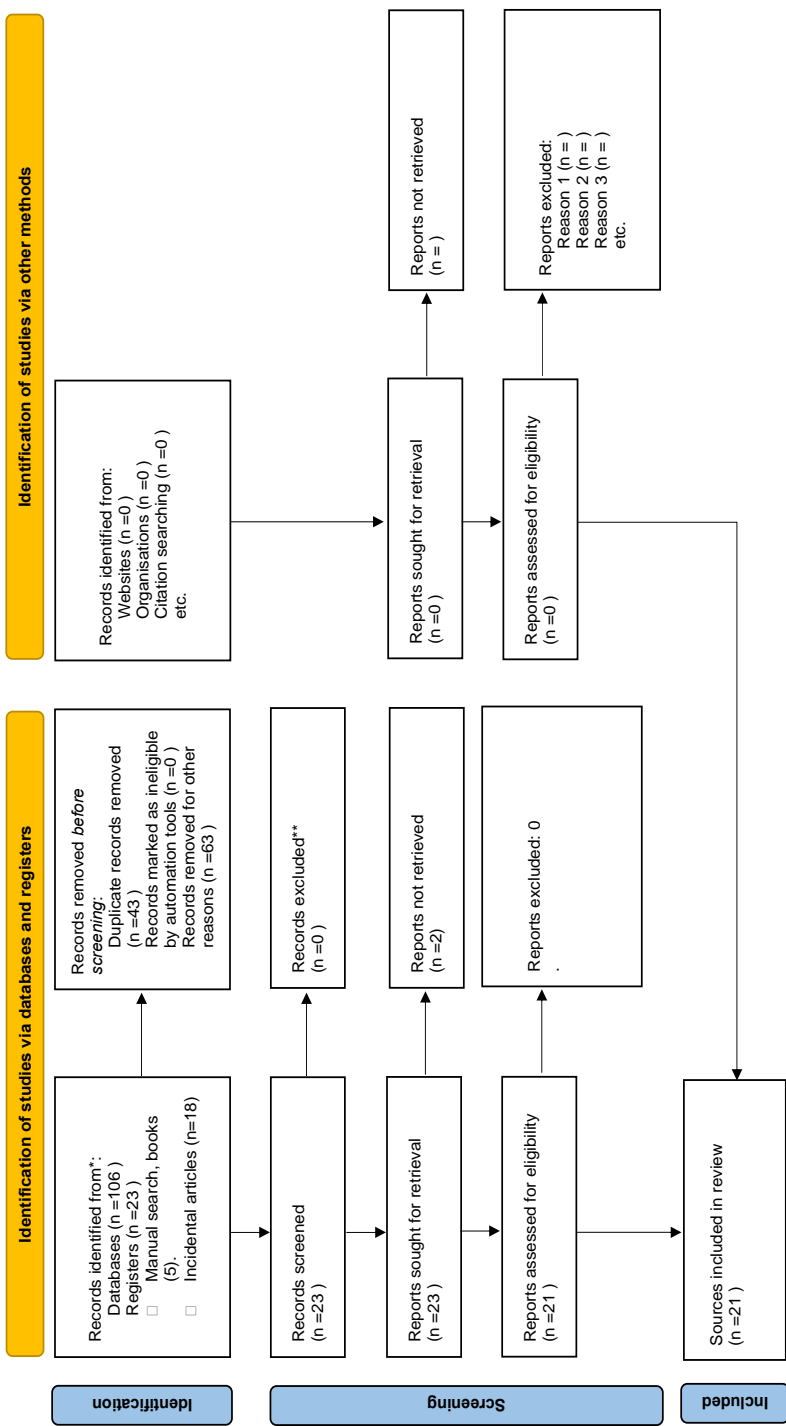 Identification of studies via databases and registers
Identification of studies via other methods
Identification
Records identified from*:
Databases (n =106 )
Registers (n =23 )
□ Manual search, books
(5).
□ Incidental articles (n=18)
Records removed before
screening:
Duplicate records removed
(n =43 )
Records marked as ineligible
by automation tools (n =0 )
Records removed for other
reasons (n =63 )
Records identified from:
Websites (n =0 )
Organisations (n =0 )
Citation searching (n =0 )
etc.
Screening
Records screened
(n =23 )
Records excluded**
(n =0 )
Reports sought for retrieval
(n =23 )
Reports not retrieved
(n =2)
Reports sought for retrieval
(n =0 )
Reports not retrieved
(n = )
Reports assessed for eligibility
(n =21 )
Reports excluded: 0
.
Reports assessed for eligibility
(n =0 )
Reports excluded:
Reason 1 (n = )
Reason 2 (n = )
Reason 3 (n = )
etc.
Included
Sources included in review
(n =21 )